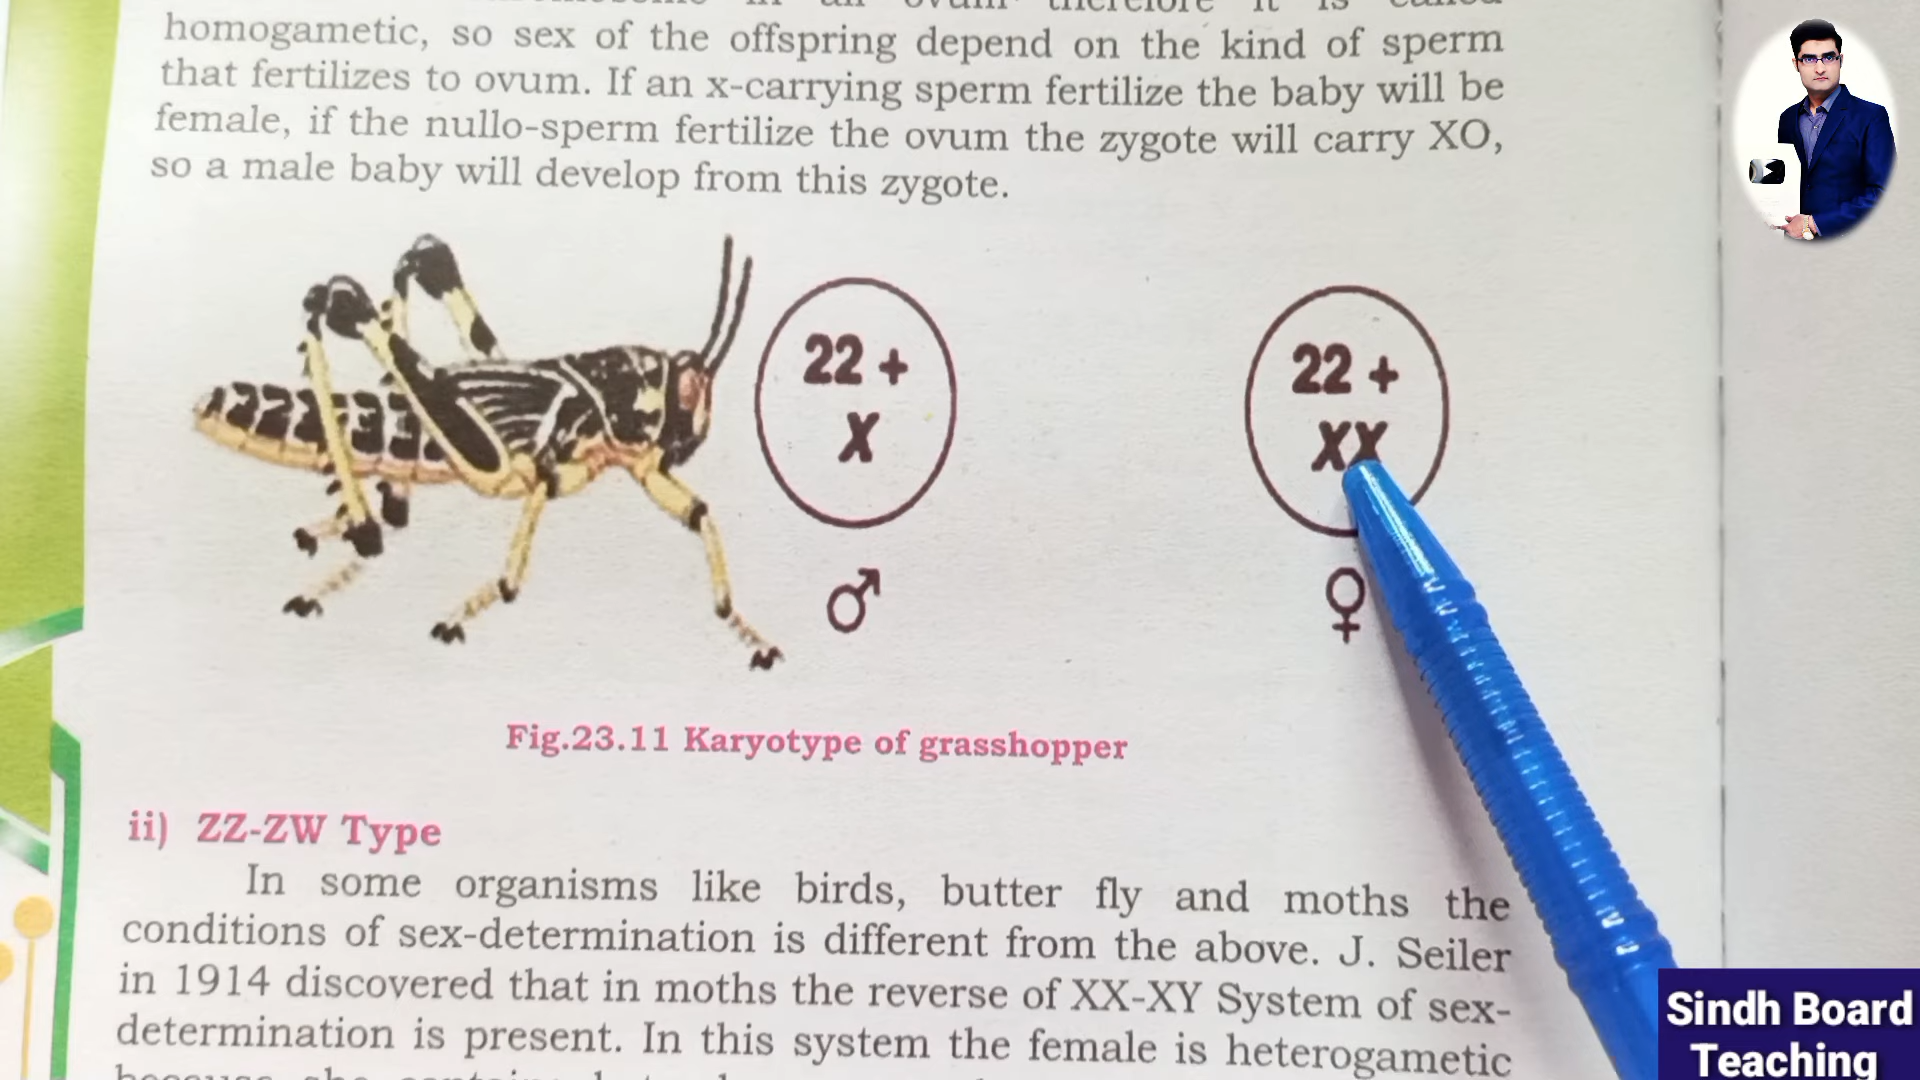 homogametic, so sex of the offspring depend on the kind of sperm
that fertilizes to ovum. If an x-carrying sperm fertilize the baby will be
female, if the nullo-sperm fertilize the ovum the zygote will carry XO,
so a male baby will develop from this zygote.
22 +
X
♂
22 +
XX
♀
Fig.23.11 Karyotype of grasshopper
ii) ZZ-ZW Type
In some organisms like birds, butter fly and moths the
conditions of sex-determination is different from the above. J. Seiler
in 1914 discovered that in moths the reverse of XX-XY System of sex-
determination is present. In this system the female is heterogametic
Sindh Board
Teaching